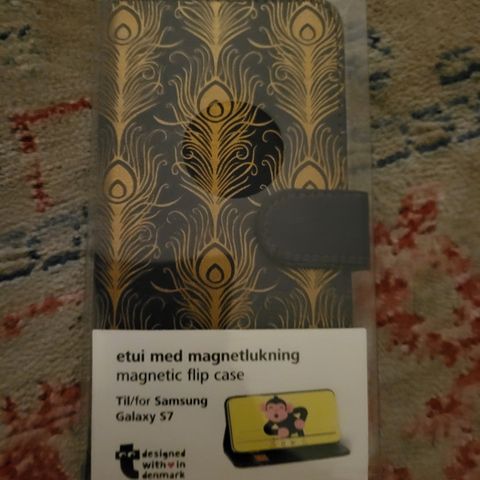 etui med magnetlukning
magnetic flip case
Til/for Samsung
Galaxy S7
designed
with♥in
denmark